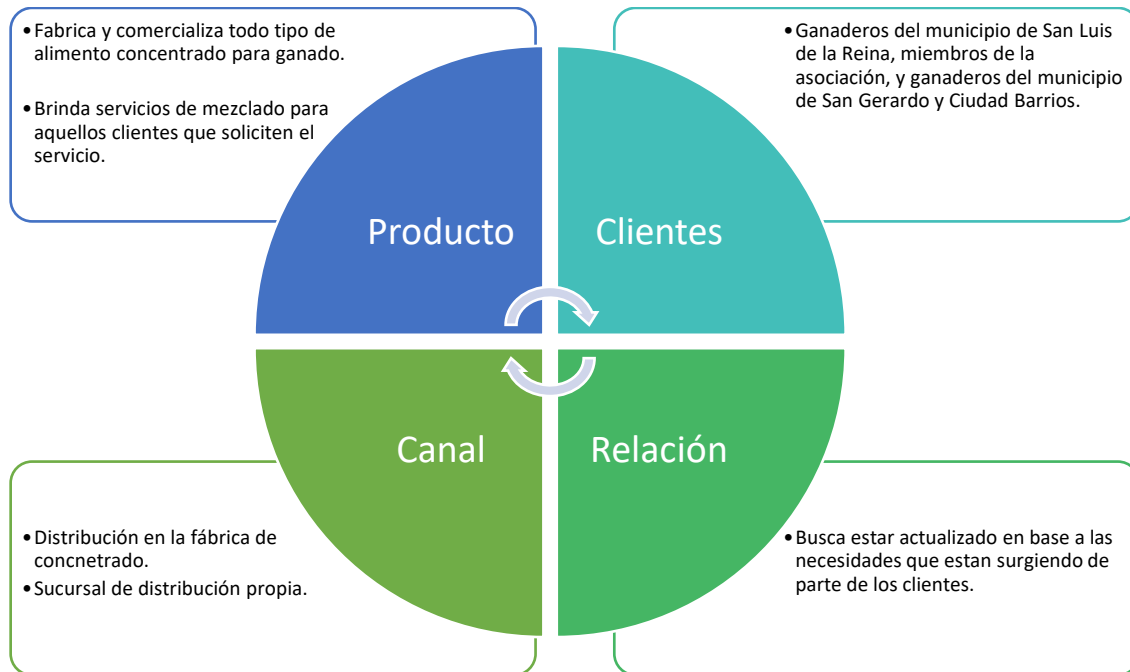 •Fabrica y comercializa todo tipo de
alimento concentrado para ganado.
•Brinda servicios de mezclado para
aquellos clientes que soliciten el
servicio.
•Ganaderos del municipio de San Luis
de la Reina, miembros de la
asociación, y ganaderos del municipio
de San Gerardo y Ciudad Barrios.
Producto
Clientes
Canal
Relación
•Distribución en la fábrica de
concnetrado.
•Sucursal de distribución propia.
•Busca estar actualizado en base a las
necesidades que estan surgiendo de
parte de los clientes.